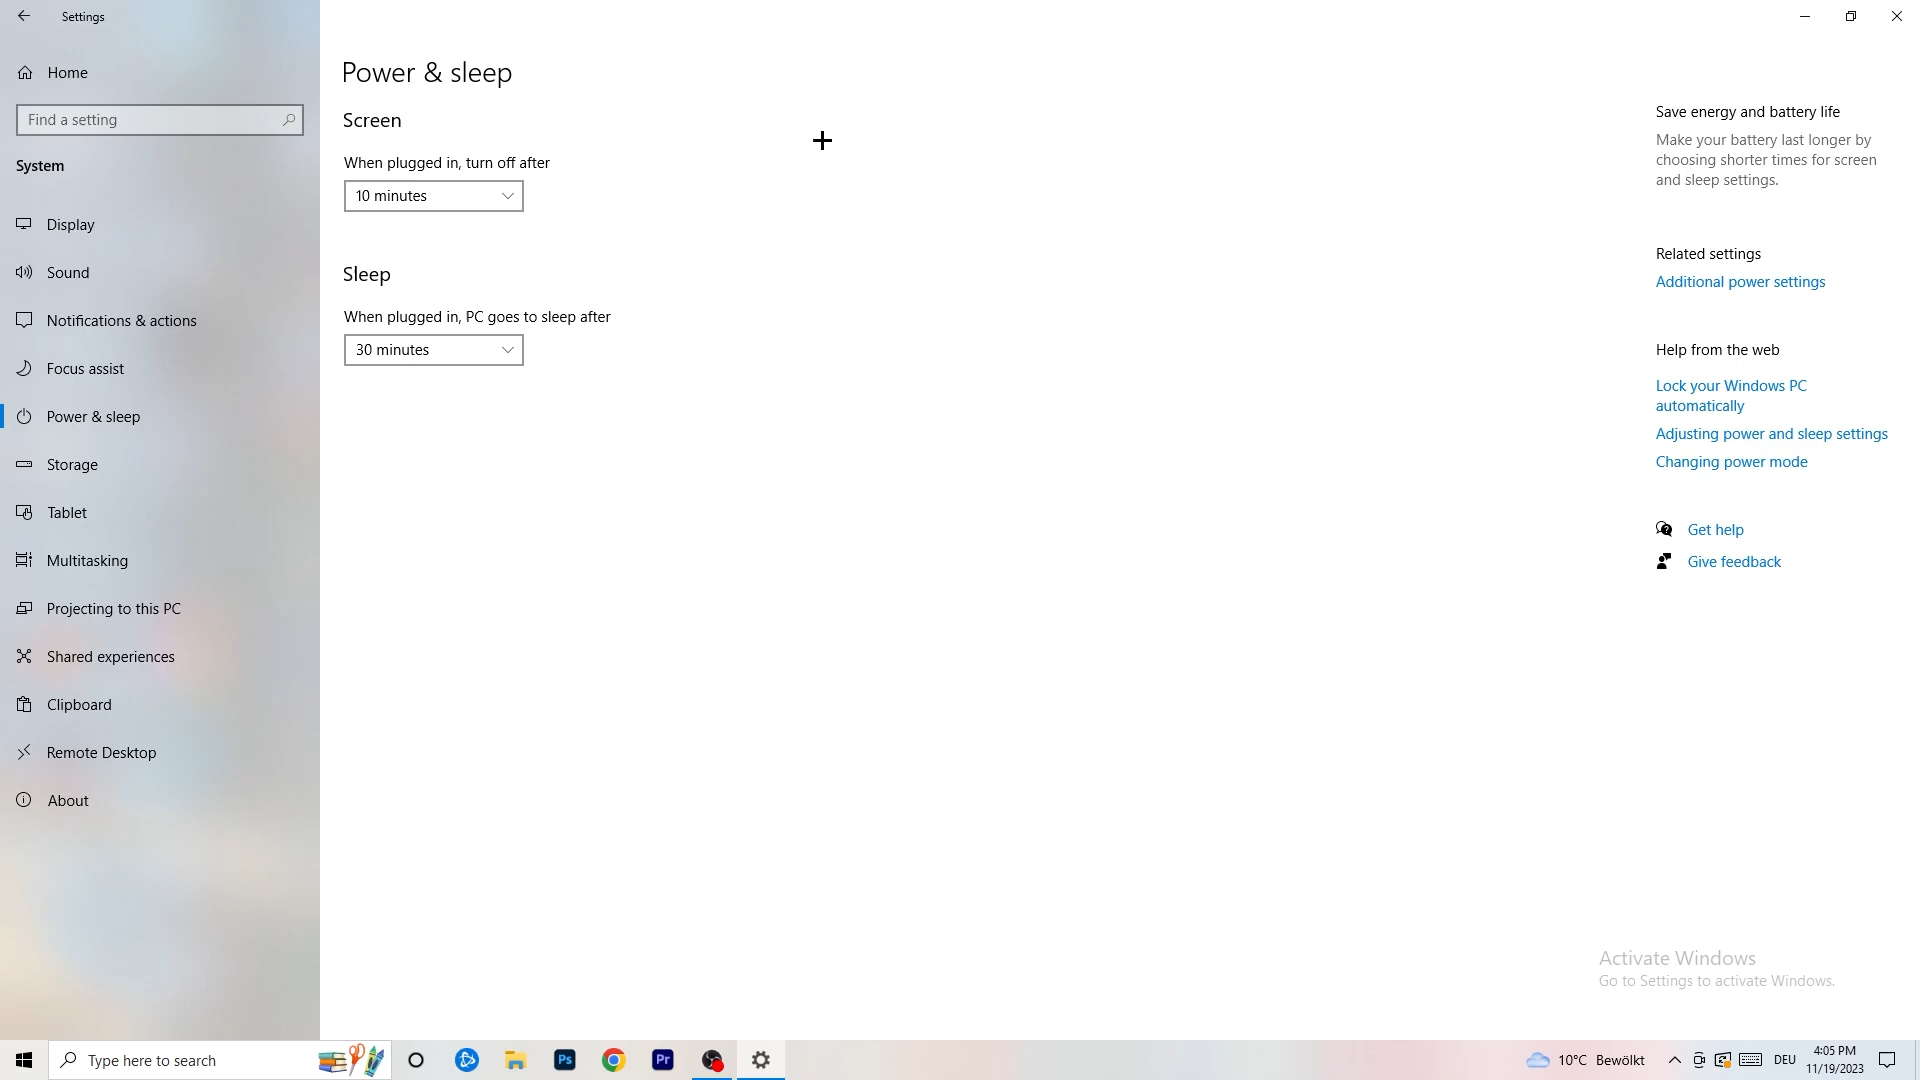 Settings
Home
Find a setting
System
Display
Sound
Notifications & actions
Focus assist
Power & sleep
Storage
Tablet
Multitasking
Projecting to this PC
Shared experiences
Clipboard
Remote Desktop
About
Power & sleep
Screen
When plugged in, turn off after
10 minutes
Sleep
When plugged in, PC goes to sleep after
30 minutes
Save energy and battery life
Make your battery last longer by
choosing shorter times for screen
and sleep settings.
Related settings
Additional power settings
Help from the web
Lock your Windows PC
automatically
Adjusting power and sleep settings
Changing power mode
Get help
Give feedback
Activate Windows
Go to Settings to activate Windows.
Type here to search
Ps
Pr
10°C Bewölkt
DEU
4:05 PM
11/19/2023